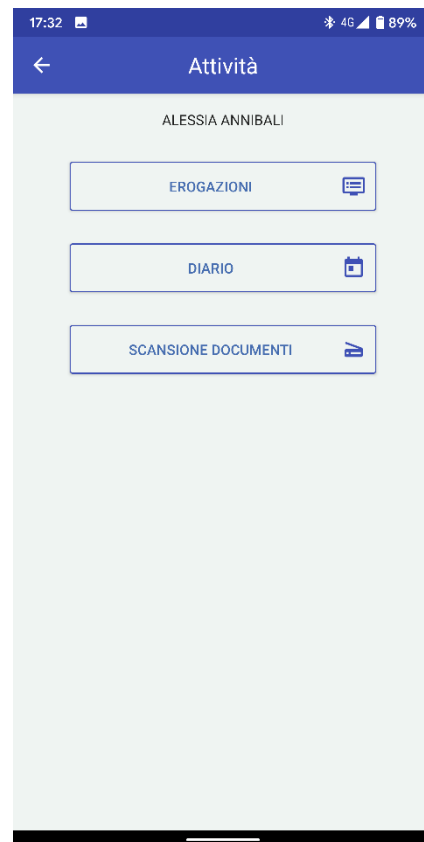 17:32 4G 89%
Attività
ALESSIA ANNIBALI
EROGAZIONI
DIARIO
SCANSIONE DOCUMENTI